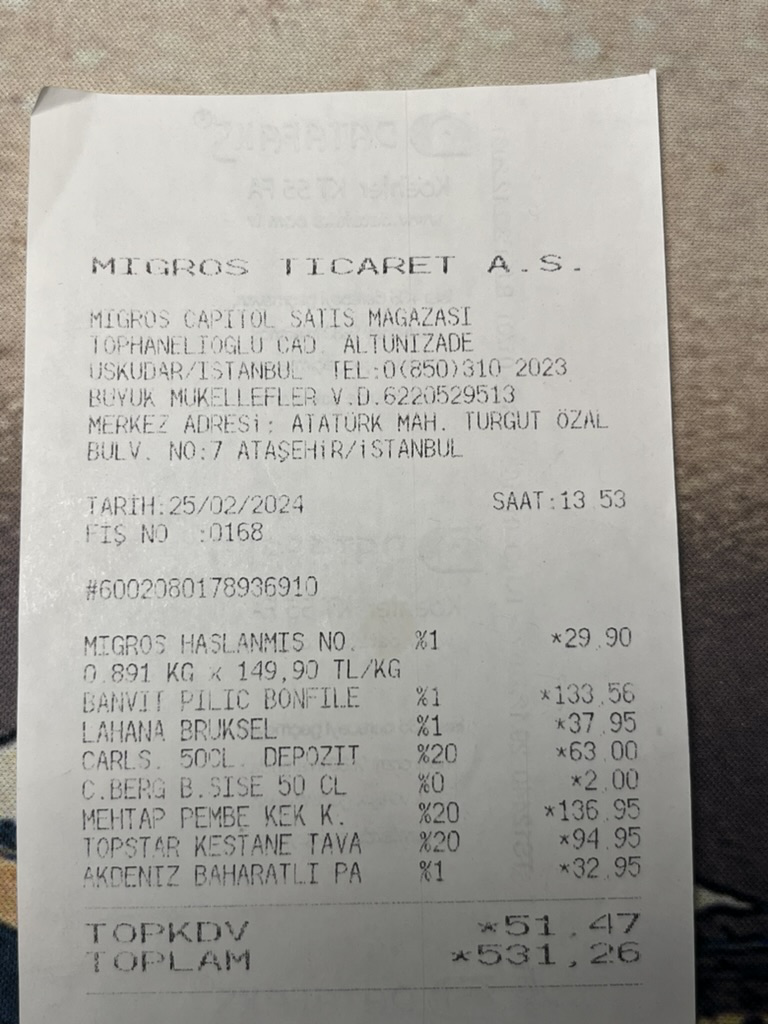 MIGROS TICARET A.S.
MIGROS CAPITOL SATIS MAGAZASI
TOPHANELIOGLU CAD. ALTUNIZADE
USKUDAR/ISTANBUL TEL:0(850)310 2023
BUYUK MUKELLEFLER V.D.6220529513
MERKEZ ADRESİ: ATATÜRK MAH. TURGUT ÖZAL
BULV. NO:7 ATAŞEHİR/İSTANBUL
TARİH:25/02/2024 SAAT:13 53
FİŞ NO :0168
#6002080178936910
MIGROS HASLANMIS NO. %1 *29,90
0.891 KG x 149,90 TL/KG
BANVIT PILIC BONFILE %1 *133,56
LAHANA BRUKSEL %1 *37,95
CARLS. 50CL. DEPOZIT %20 *63,00
C.BERG B.SISE 50 CL %0 *2,00
MEHTAP PEMBE KEK K. %20 *136,95
TOPSTAR KESTANE TAVA %20 *94,95
AKDENIZ BAHARATLI PA %1 *32,95
TOPKDV *51,47
TOPLAM *531,26